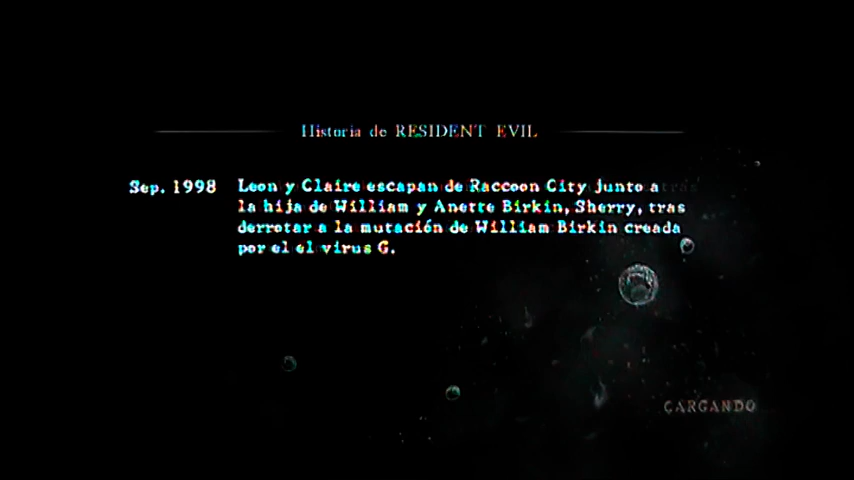 Historia de RESIDENT EVIL
Sep. 1998
Leon y Claire escapan de Raccoon City junto a
la hija de William y Anette Birkin, Sherry, tras
derrotar a la mutación de William Birkin creada
por el el virus G.
CARGANDO